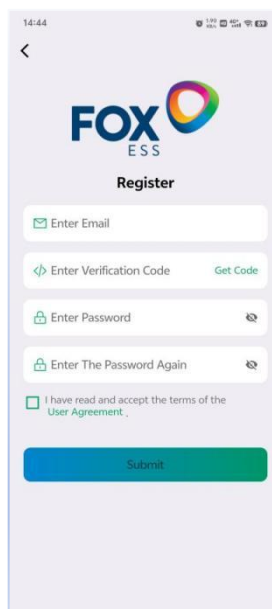 14:44
FOX
ESS
Register
Enter Email
Enter Verification Code Get Code
Enter Password
Enter The Password Again
I have read and accept the terms of the
User Agreement .
Submit